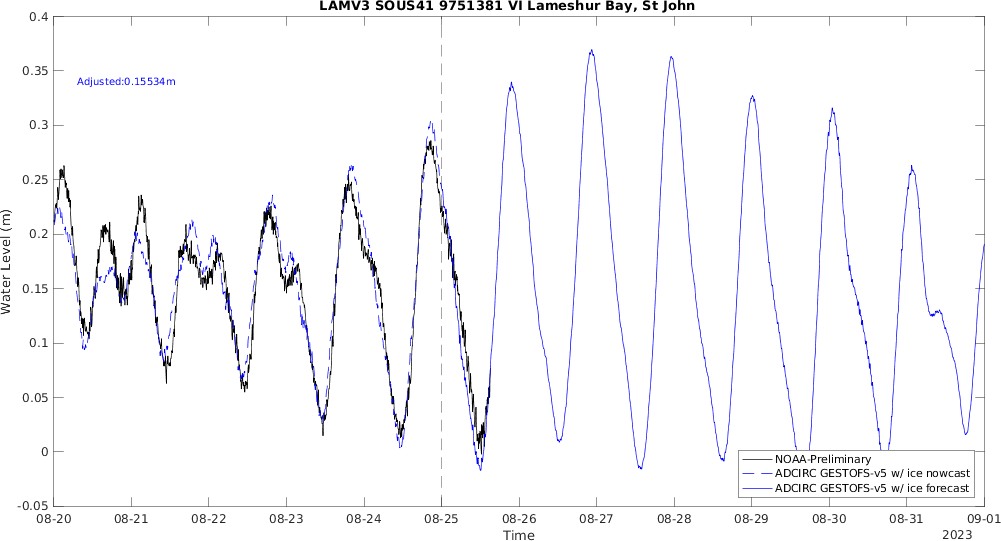 LAMV3 SOUS41 9751381 VI Lameshur Bay, St John
0.4
0.35
0.3
0.25
0.2
0.15
0.1
0.05
0
-0.05
Water Level (m)
Adjusted:0.15534m
NOAA-Preliminary
ADCIRC GESTOFS-v5 w/ ice nowcast
ADCIRC GESTOFS-v5 w/ ice forecast
08-20 08-21 08-22 08-23 08-24 08-25 08-26 08-27 08-28 08-29 08-30 08-31 09-01
Time
2023